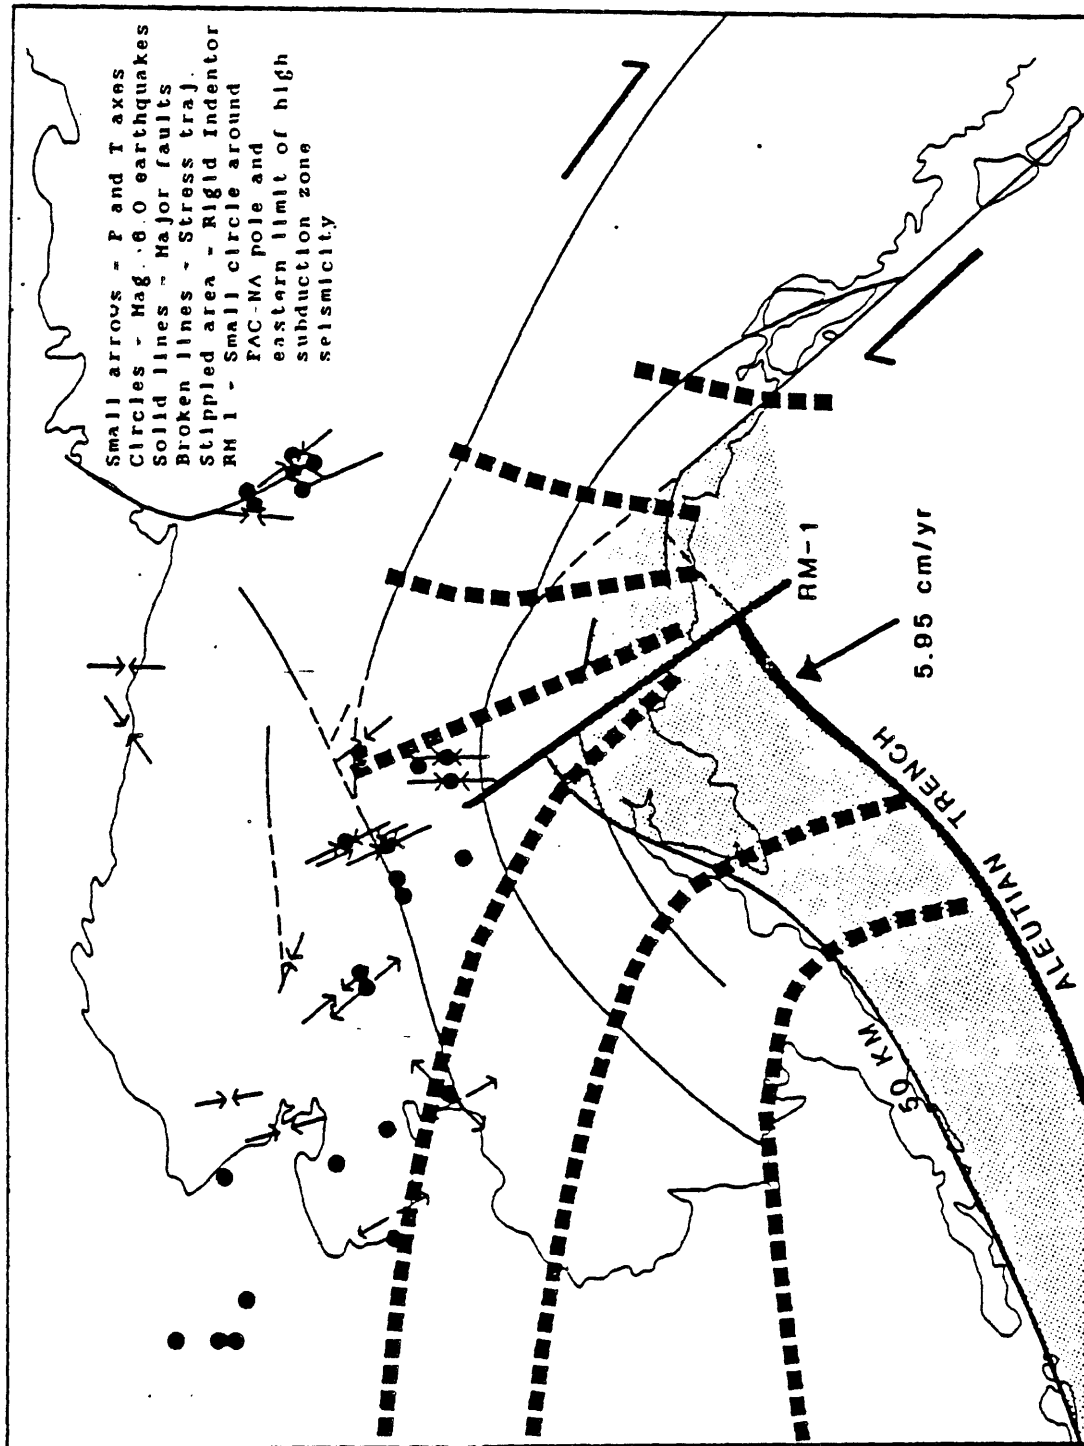 Small arrows = P and T axes
Circles - Mag. 6.0 earthquakes
Solid lines - Major faults
Broken lines - Stress traj.
Stippled area - Rigid Indentor
RM 1 - Small circle around
PAC-NA pole and
eastern limit of high
subduction zone
seismicity
RM-1
5.95 cm/yr
ALEUTIAN TRENCH
50 KM